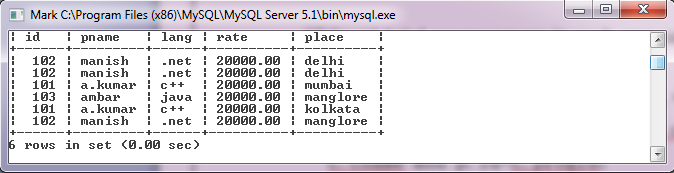 Mark C:\Program Files (x86)\MySQL\MySQL Server 5.1\bin\mysql.exe
| id | pname | lang | rate | place |
+------+---------+------+----------+----------+
| 102 | manish | .net | 20000.00 | delhi |
| 102 | manish | .net | 20000.00 | delhi |
| 101 | a.kumar | c++ | 20000.00 | mumbai |
| 103 | ambar | java | 20000.00 | manglore |
| 101 | a.kumar | c++ | 20000.00 | kolkata |
| 102 | manish | .net | 20000.00 | manglore |
+------+---------+------+----------+----------+
6 rows in set (0.00 sec)